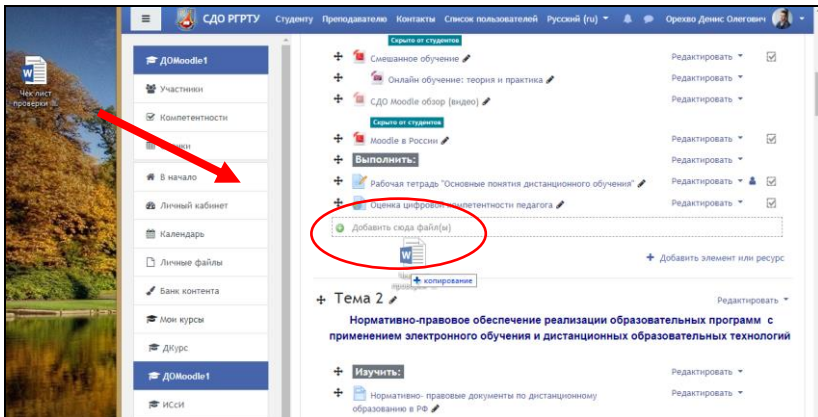 СДО РГРТУ Студенту Преподавателю Контакты Список пользователей Русский (ru) Орехво Денис Олегович
Чек лист
проверки
ДОMoodle1
Участники
Компетентности
В начало
Личный кабинет
Календарь
Личные файлы
Банк контента
Мои курсы
ДКурс
ДОMoodle1
ИСсИ
Скрыто от студентов
Смешанное обучение Редактировать
Онлайн обучение: теория и практика Редактировать
СДО Moodle обзор (видео) Редактировать
Скрыто от студентов
Moodle в России Редактировать
Выполнить: Редактировать
Рабочая тетрадь "Основные понятия дистанционного обучения" Редактировать
Оценка цифровой компетентности педагога Редактировать
Добавить сюда файл(ы)
Добавить элемент или ресурс
копирование
Тема 2 Редактировать
Нормативно-правовое обеспечение реализации образовательных программ с
применением электронного обучения и дистанционных образовательных технологий
Изучить: Редактировать
Нормативно- правовые документы по дистанционному Редактировать
образованию в РФ